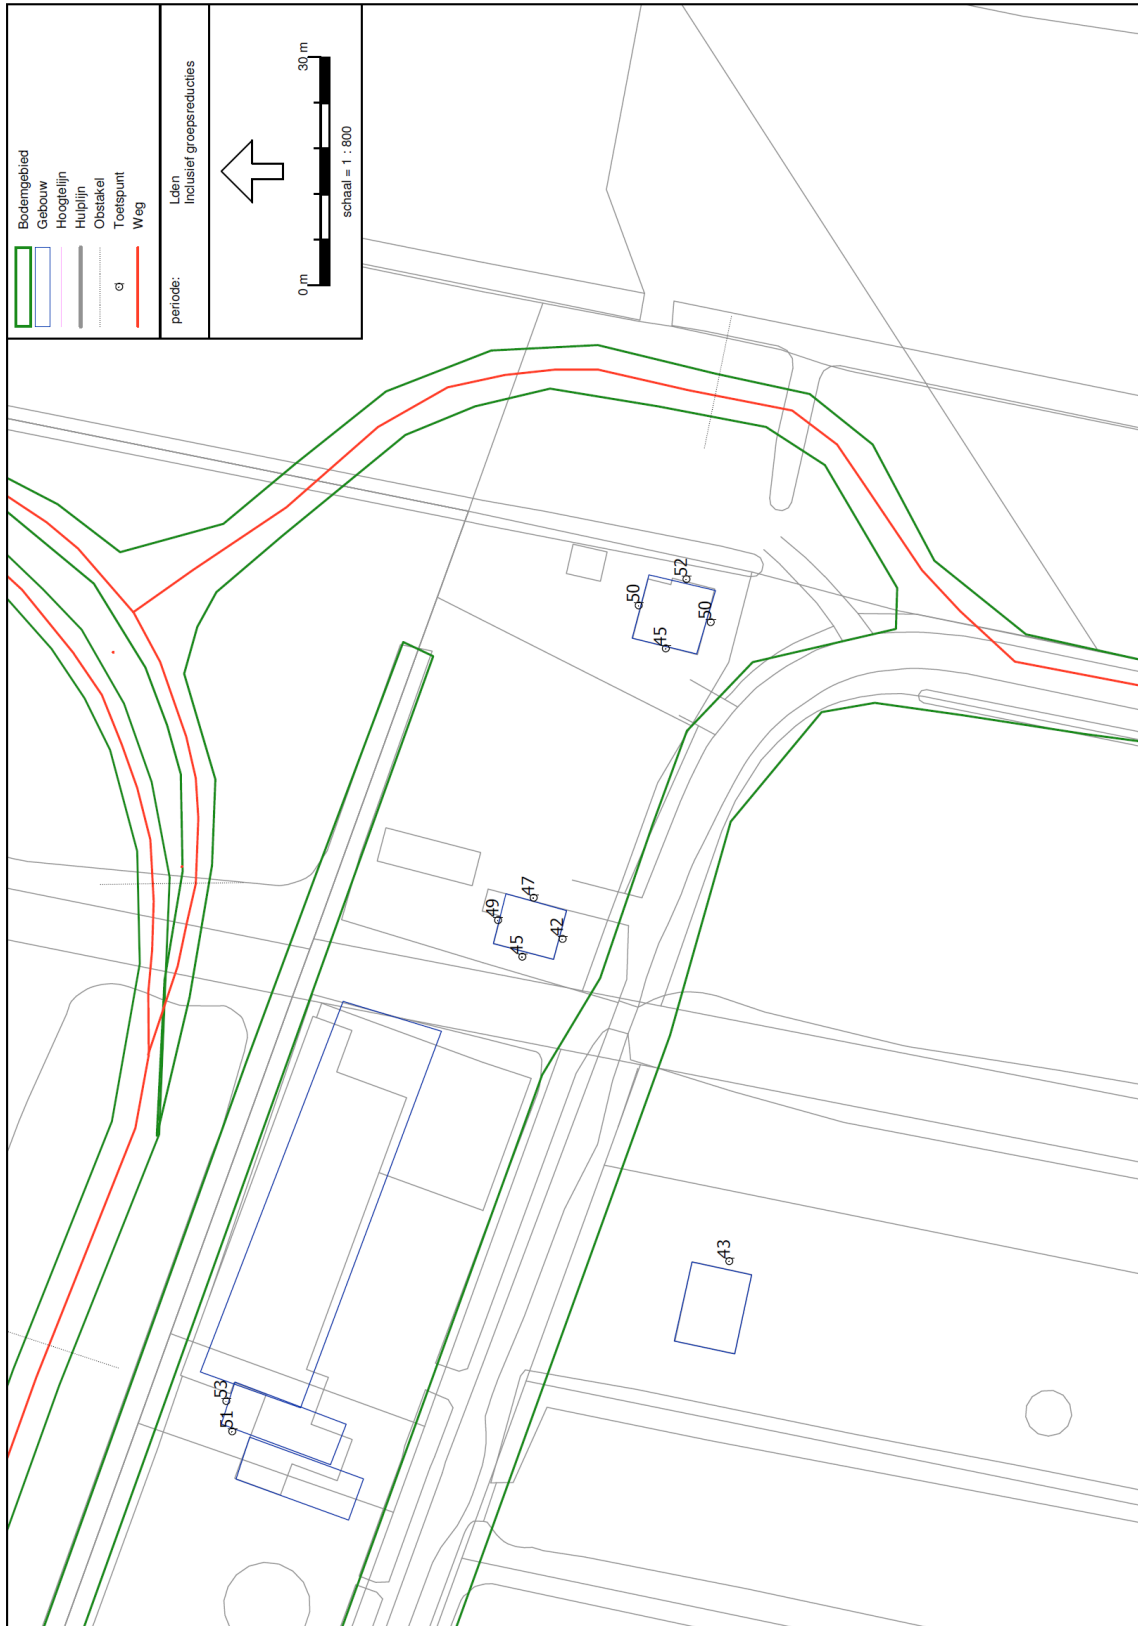 Bodemgebied
Gebouw
Hoogtelijn
Hulplijn
Obstakel
Toetspunt
Weg
periode: Lden
Inclusief groepsreducties
0 m 30 m
schaal = 1 : 800
50
52
45
50
49
47
45
42
43
53
51